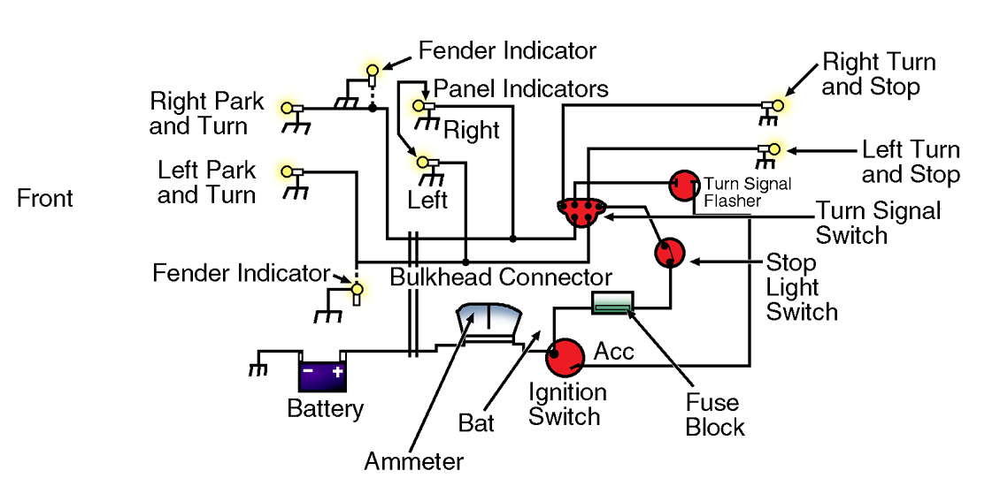 Fender Indicator
Right Turn
and Stop
Panel Indicators
Right Park
and Turn
Right
Left Turn
and Stop
Left Park
and Turn
Left
Turn Signal
Flasher
Front
Turn Signal
Switch
Fender Indicator
Bulkhead Connector
Stop
Light
Switch
Acc
- +
Battery
Ignition
Switch
Bat
Fuse
Block
Ammeter